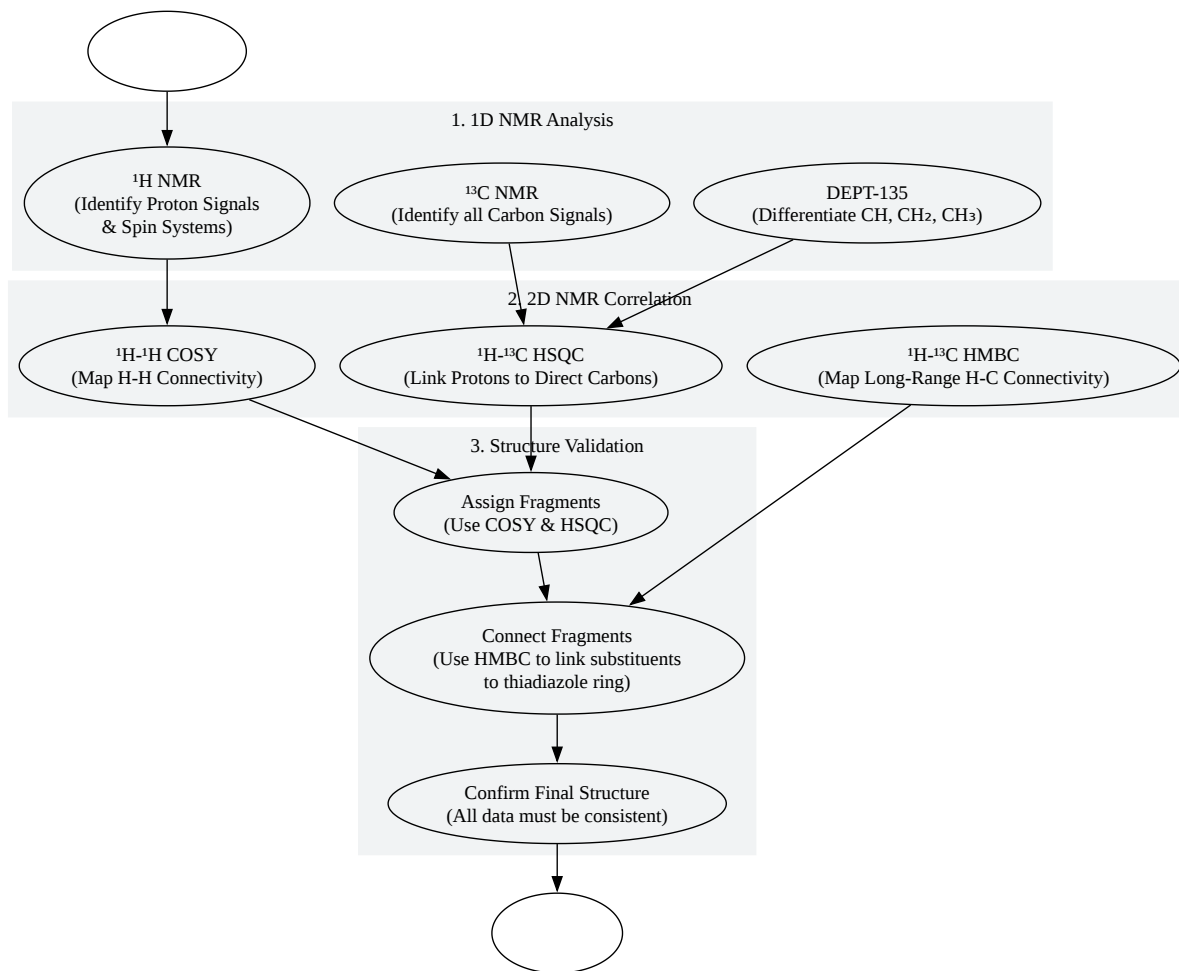 1. 1D NMR Analysis
¹H NMR
(Identify Proton Signals
& Spin Systems)
¹³C NMR
(Identify all Carbon Signals)
DEPT-135
(Differentiate CH, CH₂, CH₃)
2. 2D NMR Correlation
¹H-¹H COSY
(Map H-H Connectivity)
¹H-¹³C HSQC
(Link Protons to Direct Carbons)
¹H-¹³C HMBC
(Map Long-Range H-C Connectivity)
3. Structure Validation
Assign Fragments
(Use COSY & HSQC)
Connect Fragments
(Use HMBC to link substituents
to thiadiazole ring)
Confirm Final Structure
(All data must be consistent)